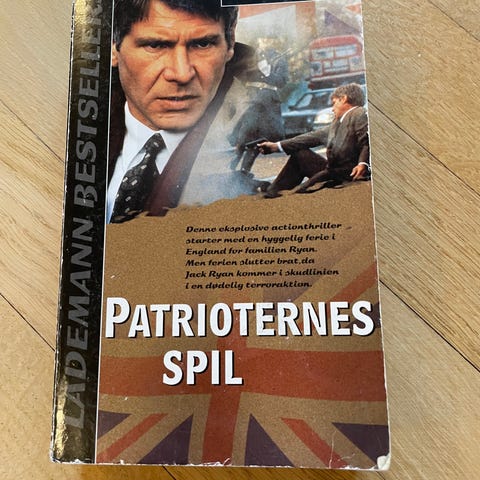 LADEMANN BESTSELLER
Denne eksplosive actionthriller
starter med en hyggelig ferie i
England for familien Ryan.
Men ferien slutter brat, da
Jack Ryan kommer i skudlinien
i en dødelig terroraktion.
PATRIOTERNES
SPIL